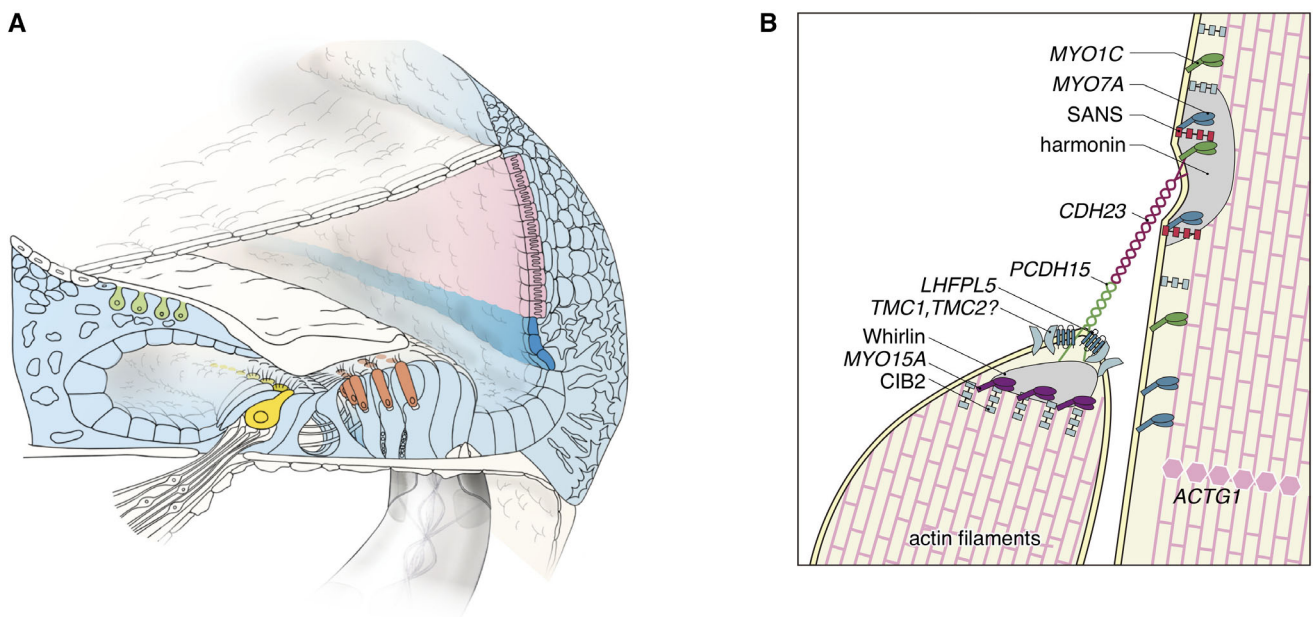 A
B
MYO1C
MYO7A
SANS
harmonin
CDH23
PCDH15
LHFPL5
TMC1,TMC2?
Whirlin
MYO15A
CIB2
ACTG1
actin filaments